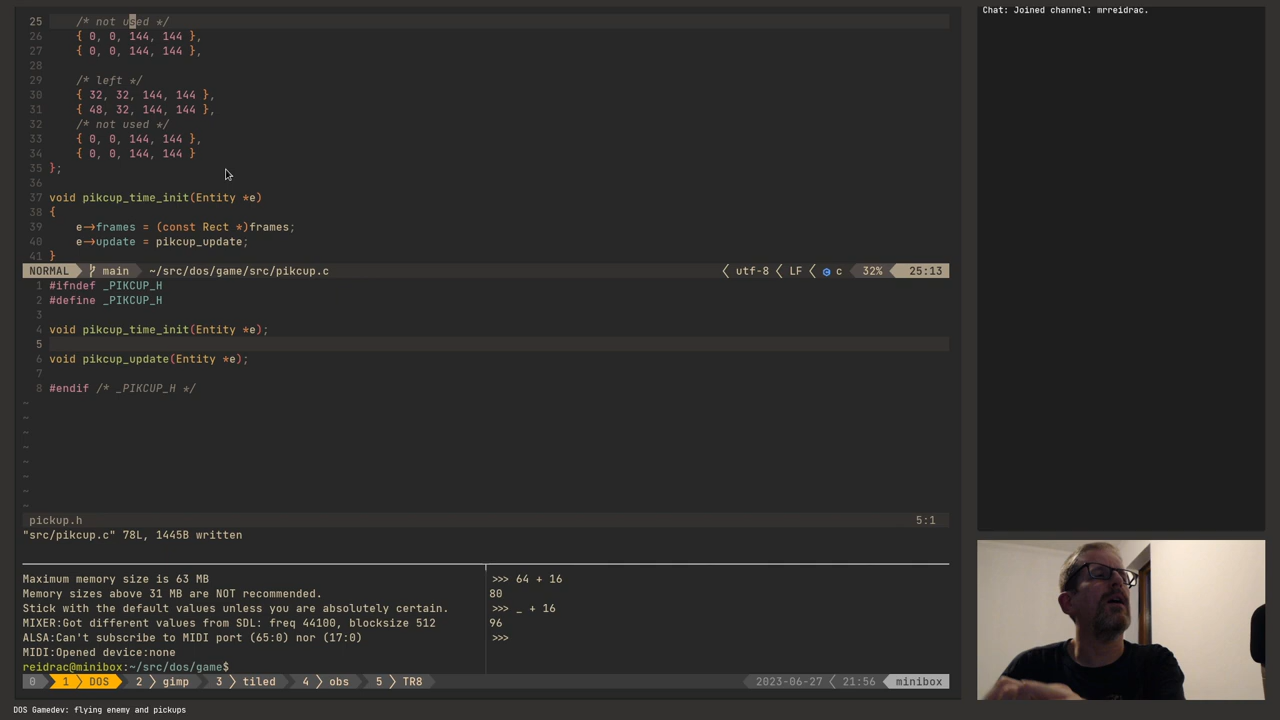 Chat: Joined channel: mrreidrac.
25 /* not used */
26 { 0, 0, 144, 144 },
27 { 0, 0, 144, 144 },
28
29 /* left */
30 { 32, 32, 144, 144 },
31 { 48, 32, 144, 144 },
32 /* not used */
33 { 0, 0, 144, 144 },
34 { 0, 0, 144, 144 }
35 };
36
37 void pikcup_time_init(Entity *e)
38 {
39 e->frames = (const Rect *)frames;
40 e->update = pikcup_update;
41 }
NORMAL main ~/src/dos/game/src/pikcup.c utf-8 LF c 32% 25:13
1 #ifndef _PIKCUP_H
2 #define _PIKCUP_H
3
4 void pikcup_time_init(Entity *e);
5
6 void pikcup_update(Entity *e);
7
8 #endif /* _PIKCUP_H */
~
~
~
~
~
~
~
~
pickup.h 5:1
"src/pikcup.c" 78L, 1445B written
Maximum memory size is 63 MB
Memory sizes above 31 MB are NOT recommended.
Stick with the default values unless you are absolutely certain.
MIXER:Got different values from SDL: freq 44100, blocksize 512
ALSA:Can't subscribe to MIDI port (65:0) nor (17:0)
MIDI:Opened device:none
reidrac@minibox:~/src/dos/game$
>>> 64 + 16
80
>>> _ + 16
96
>>>
0 1 DOS 2 gimp 3 tiled 4 obs 5 TR8 2023-06-27 21:56 minibox
DOS Gamedev: flying enemy and pickups